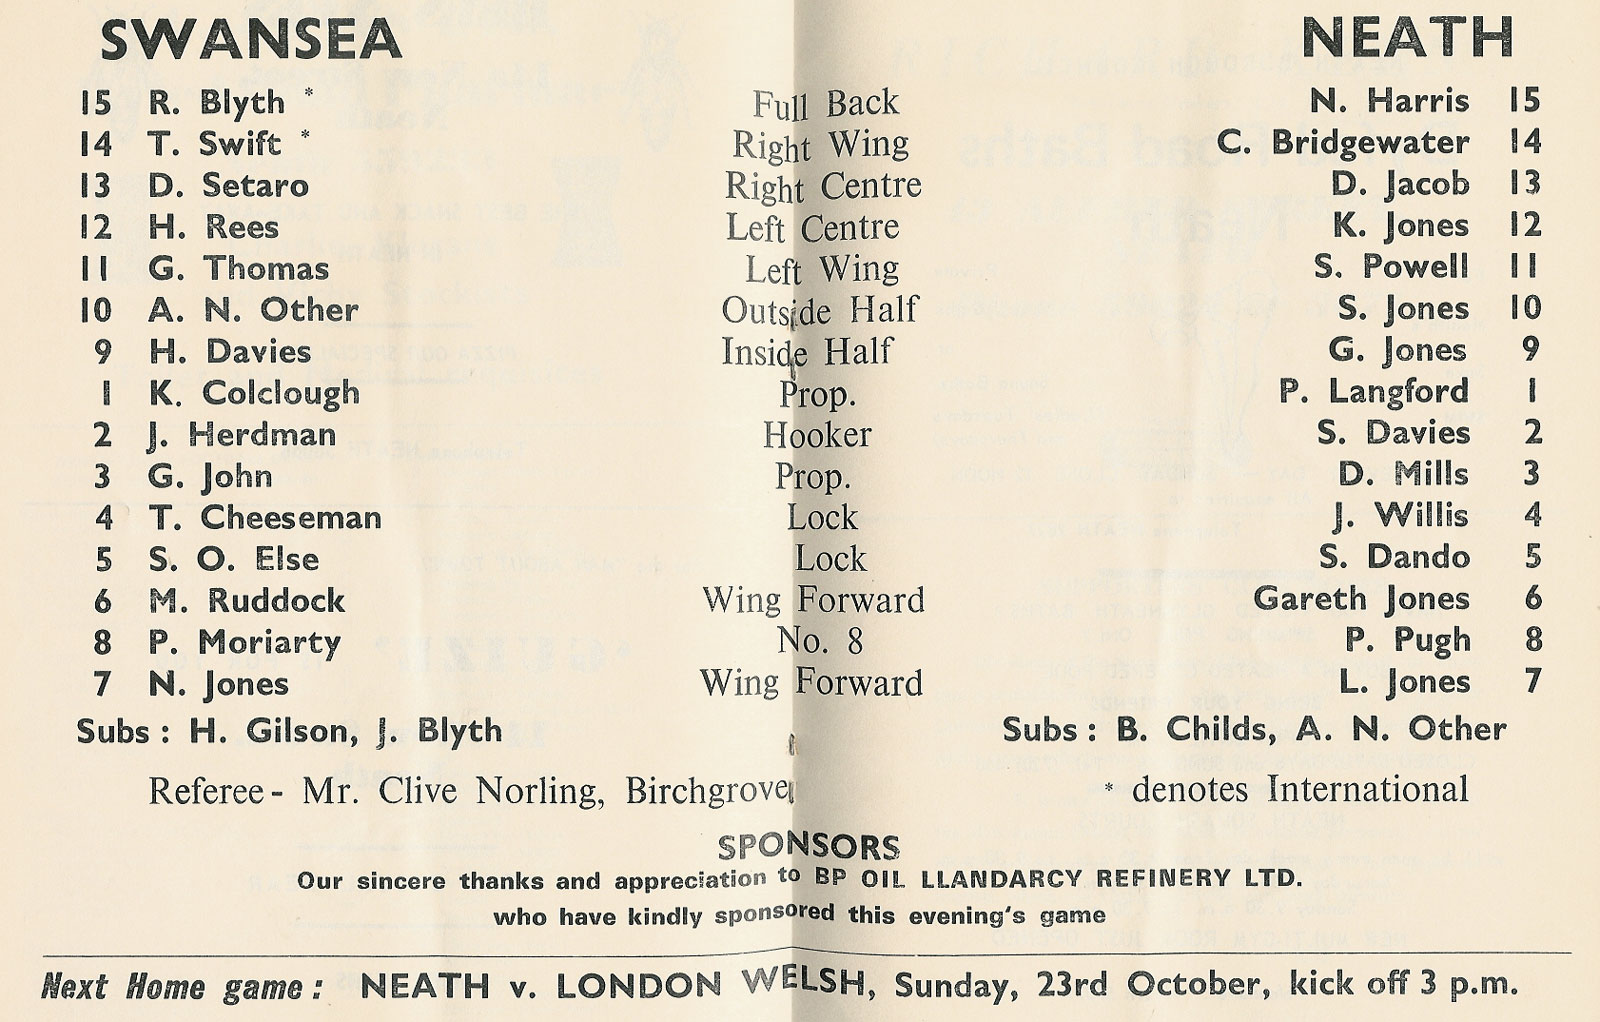 SWANSEA NEATH
15 R. Blyth * Full Back N. Harris 15
14 T. Swift * Right Wing C. Bridgewater 14
13 D. Setaro Right Centre D. Jacob 13
12 H. Rees Left Centre K. Jones 12
11 G. Thomas Left Wing S. Powell 11
10 A. N. Other Outside Half S. Jones 10
9 H. Davies Inside Half G. Jones 9
1 K. Colclough Prop. P. Langford 1
2 J. Herdman Hooker S. Davies 2
3 G. John Prop. D. Mills 3
4 T. Cheeseman Lock J. Willis 4
5 S. O. Else Lock S. Dando 5
6 M. Ruddock Wing Forward Gareth Jones 6
8 P. Moriarty No. 8 P. Pugh 8
7 N. Jones Wing Forward L. Jones 7
Subs : H. Gilson, J. Blyth Subs : B. Childs, A. N. Other
Referee - Mr. Clive Norling, Birchgrove * denotes International
SPONSORS
Our sincere thanks and appreciation to BP OIL LLANDARCY REFINERY LTD.
who have kindly sponsored this evening's game
Next Home game : NEATH v. LONDON WELSH, Sunday, 23rd October, kick off 3 p.m.